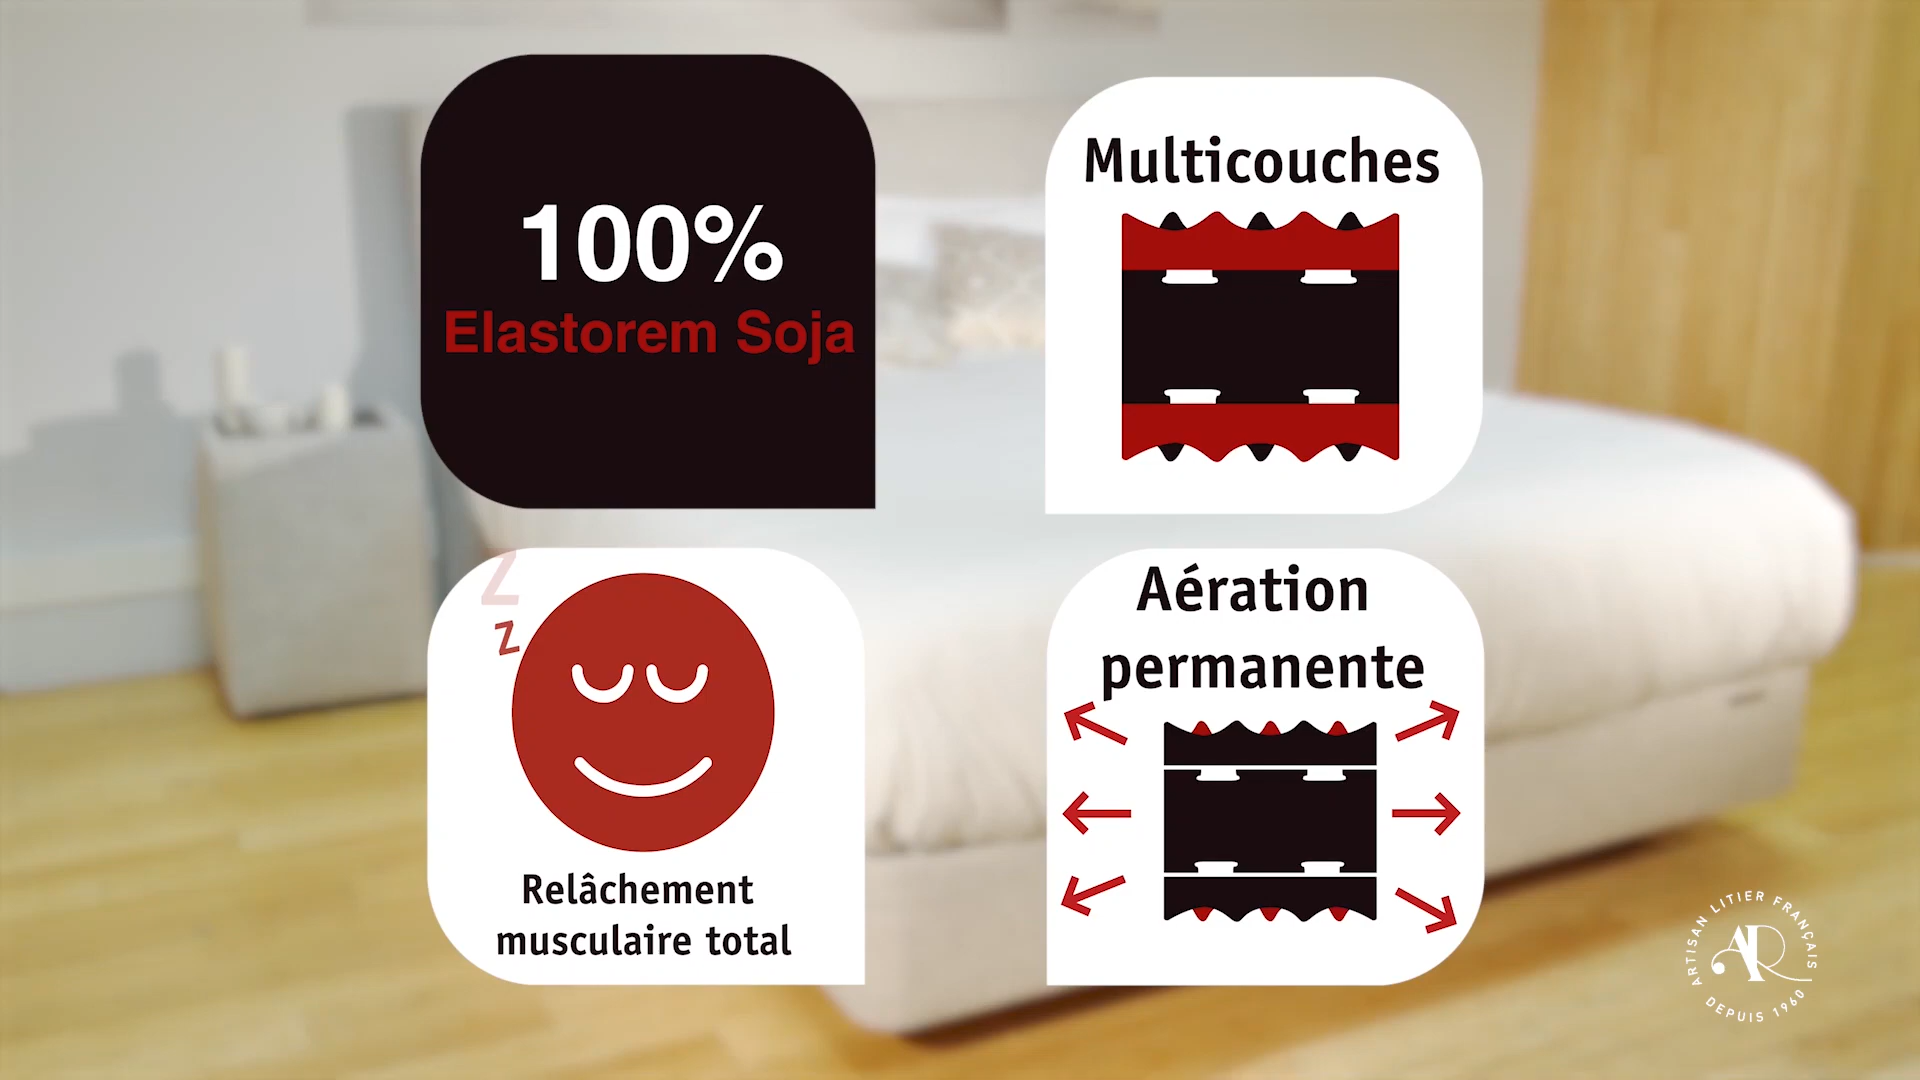 100%
Elastorem Soja
Multicouches
Z
z
Relâchement
musculaire total
Aération
permanente
ARTISAN LITIER FRANÇAIS
AR
DEPUIS 1960